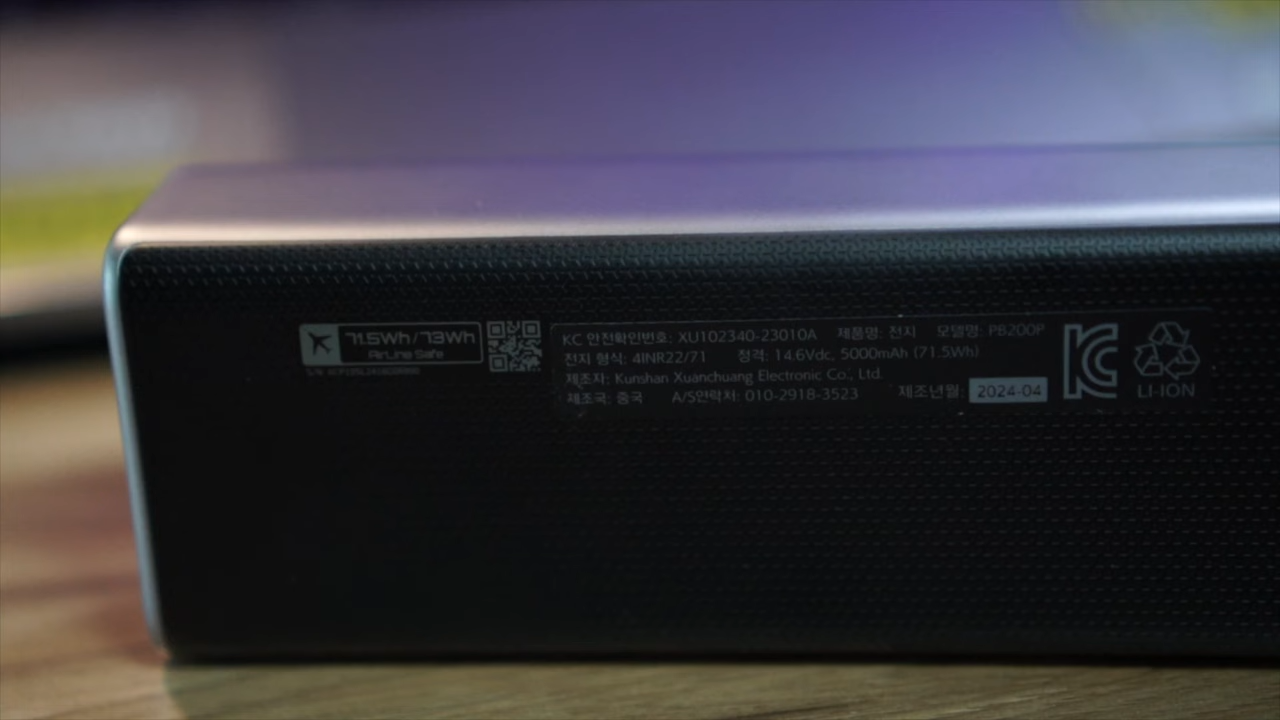 71.5Wh / 73Wh
AirLine Safe
KC 안전확인번호: XU102340-23010A 제품명: 전지 모델명: PB200P
전지 형식: 4INR22/71 정격: 14.6Vdc, 5000mAh (71.5Wh)
제조자: Kunshan Xuanchuang Electronic Co., Ltd.
제조국: 중국 A/S연락처: 010-2918-3523 제조년월: 2024-04
KC
LI-ION